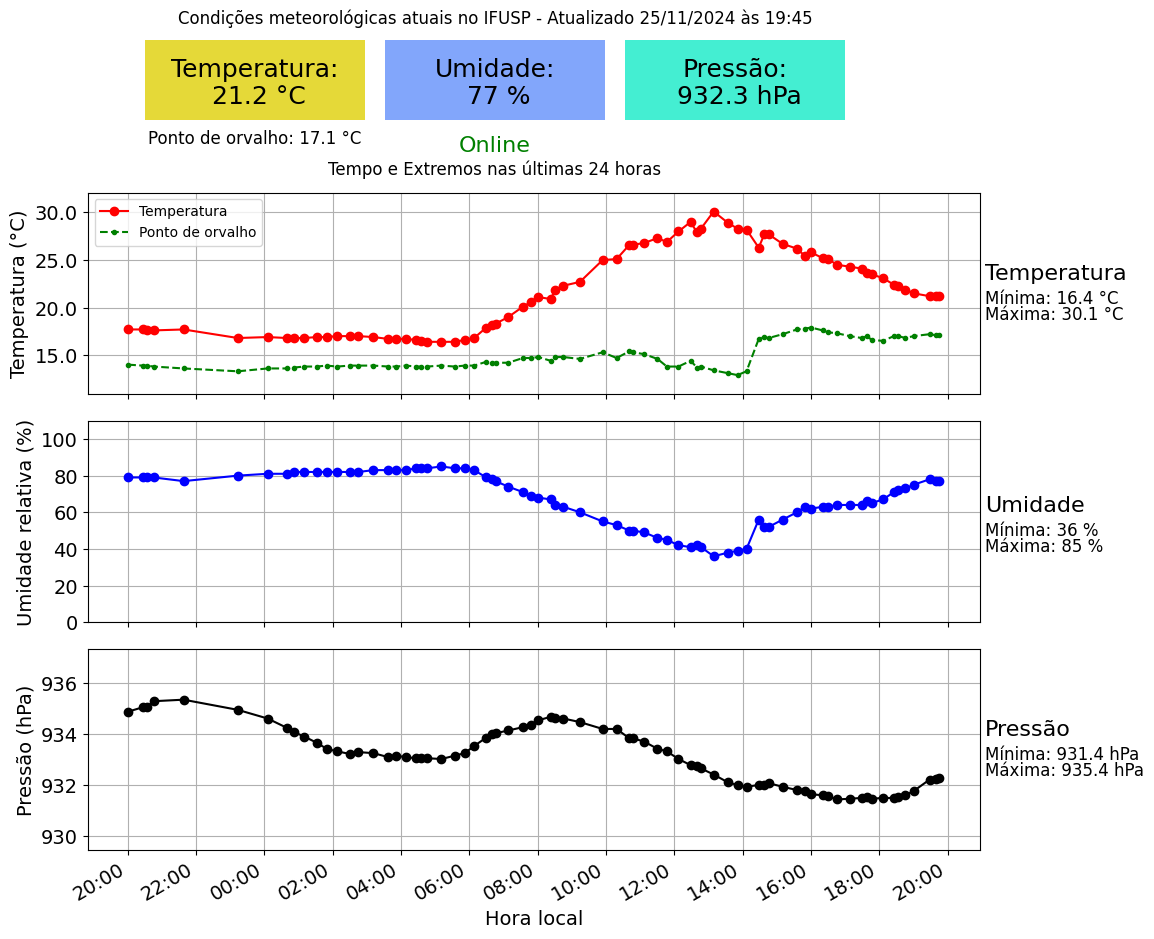 Condições meteorológicas atuais no IFUSP - Atualizado 25/11/2024 às 19:45
Temperatura:
21.2 °C
Umidade:
77 %
Pressão:
932.3 hPa
Ponto de orvalho: 17.1 °C
Online
Tempo e Extremos nas últimas 24 horas
Temperatura (°C)
30.0
25.0
20.0
15.0
Temperatura
Ponto de orvalho
Temperatura
Mínima: 16.4 °C
Máxima: 30.1 °C
Umidade relativa (%)
100
80
60
40
20
0
Umidade
Mínima: 36 %
Máxima: 85 %
Pressão (hPa)
936
934
932
930
Pressão
Mínima: 931.4 hPa
Máxima: 935.4 hPa
20:00 22:00 00:00 02:00 04:00 06:00 08:00 10:00 12:00 14:00 16:00 18:00 20:00
Hora local